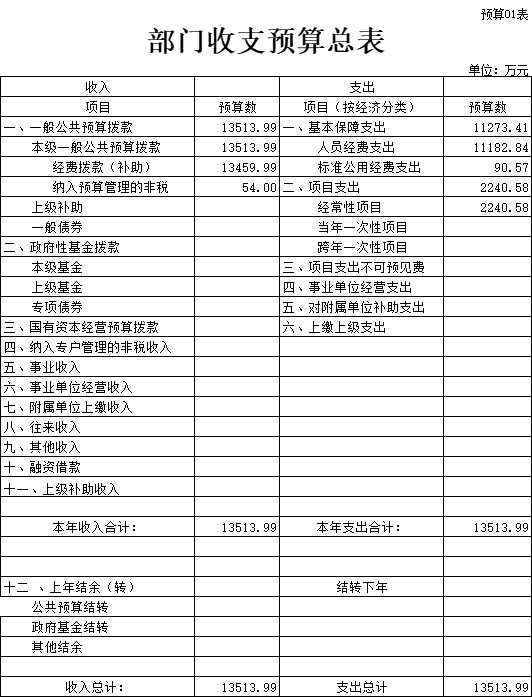 预算01表
部门收支预算总表
单位：万元
收入 支出
项目 预算数 项目（按经济分类） 预算数
一、一般公共预算拨款 13513.99 一、基本保障支出 11273.41
本级一般公共预算拨款 13513.99 人员经费支出 11182.84
经费拨款（补助） 13459.99 标准公用经费支出 90.57
纳入预算管理的非税 54.00 二、项目支出 2240.58
上级补助 经常性项目 2240.58
一般债券 当年一次性项目
二、政府性基金拨款 跨年一次性项目
本级基金 三、项目支出不可预见费
上级基金 四、事业单位经营支出
专项债券 五、对附属单位补助支出
三、国有资本经营预算拨款 六、上缴上级支出
四、纳入专户管理的非税收入
五、事业收入
六、事业单位经营收入
七、附属单位上缴收入
八、往来收入
九、其他收入
十、融资借款
十一、上级补助收入
本年收入合计： 13513.99 本年支出合计： 13513.99
十二 、上年结余（转） 结转下年
公共预算结转
政府基金结转
其他结余
收入总计： 13513.99 支出总计 13513.99